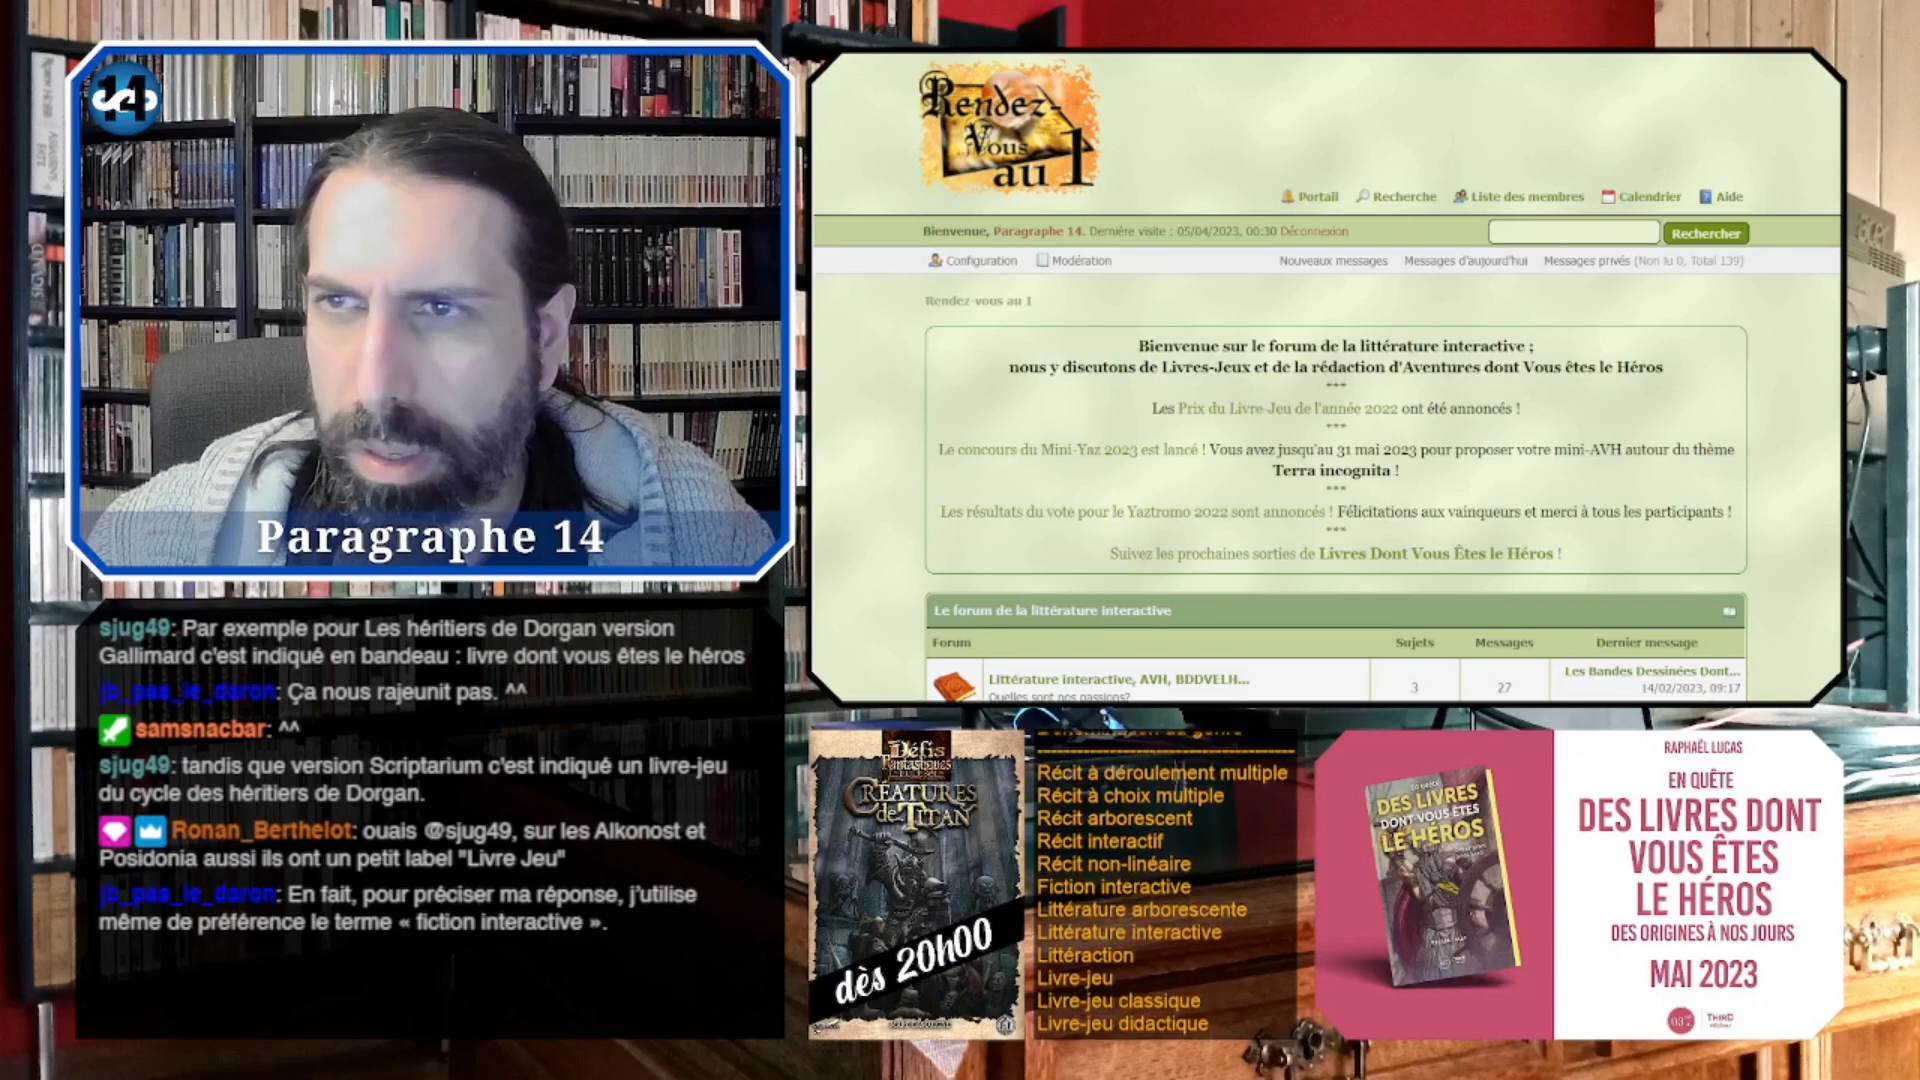 14
Paragraphe 14
Rendez-
Vous
au 1
Portail Recherche Liste des membres Calendrier Aide
Bienvenue, Paragraphe 14. Dernière visite : 05/04/2023, 00:30 Déconnexion
Rechercher
Configuration Modération Nouveaux messages Messages d'aujourd'hui Messages privés (Non lu 0, Total 139)
Rendez-vous au 1
Bienvenue sur le forum de la littérature interactive ;
nous y discutons de Livres-Jeux et de la rédaction d'Aventures dont Vous êtes le Héros
***
Les Prix du Livre-Jeu de l'année 2022 ont été annoncés !
***
Le concours du Mini-Yaz 2023 est lancé ! Vous avez jusqu'au 31 mai 2023 pour proposer votre mini-AVH autour du thème
Terra incognita !
***
Les résultats du vote pour le Yaztromo 2022 sont annoncés ! Félicitations aux vainqueurs et merci à tous les participants !
***
Suivez les prochaines sorties de Livres Dont Vous Êtes le Héros !
Le forum de la littérature interactive
Forum Sujets Messages Dernier message
Littérature interactive, AVH, BDDVELH...
Quelles sont nos passions?
3
27
Les Bandes Dessinées Dont...
14/02/2023, 09:17
sjug49: Par exemple pour Les héritiers de Dorgan version
Gallimard c'est indiqué en bandeau : livre dont vous êtes le héros
jb_pas_le_daron: Ça nous rajeunit pas. ^^
samsnacbar: ^^
sjug49: tandis que version Scriptarium c'est indiqué un livre-jeu
du cycle des héritiers de Dorgan.
Ronan_Berthelot: ouais @sjug49, sur les Alkonost et
Posidonia aussi ils ont un petit label "Livre Jeu"
jb_pas_le_daron: En fait, pour préciser ma réponse, j'utilise
même de préférence le terme « fiction interactive ».
Défis
Fantastiques
CRÉATURES
de TITAN
dès 20h00
Récit à déroulement multiple
Récit à choix multiple
Récit arborescent
Récit interactif
Récit non-linéaire
Fiction interactive
Littérature arborescente
Littérature interactive
Littéraction
Livre-jeu
Livre-jeu classique
Livre-jeu didactique
DES LIVRES
DONT VOUS ÊTES
LE HÉROS
RAPHAËL LUCAS
EN QUÊTE
DES LIVRES DONT
VOUS ÊTES
LE HÉROS
DES ORIGINES À NOS JOURS
MAI 2023
THIRD